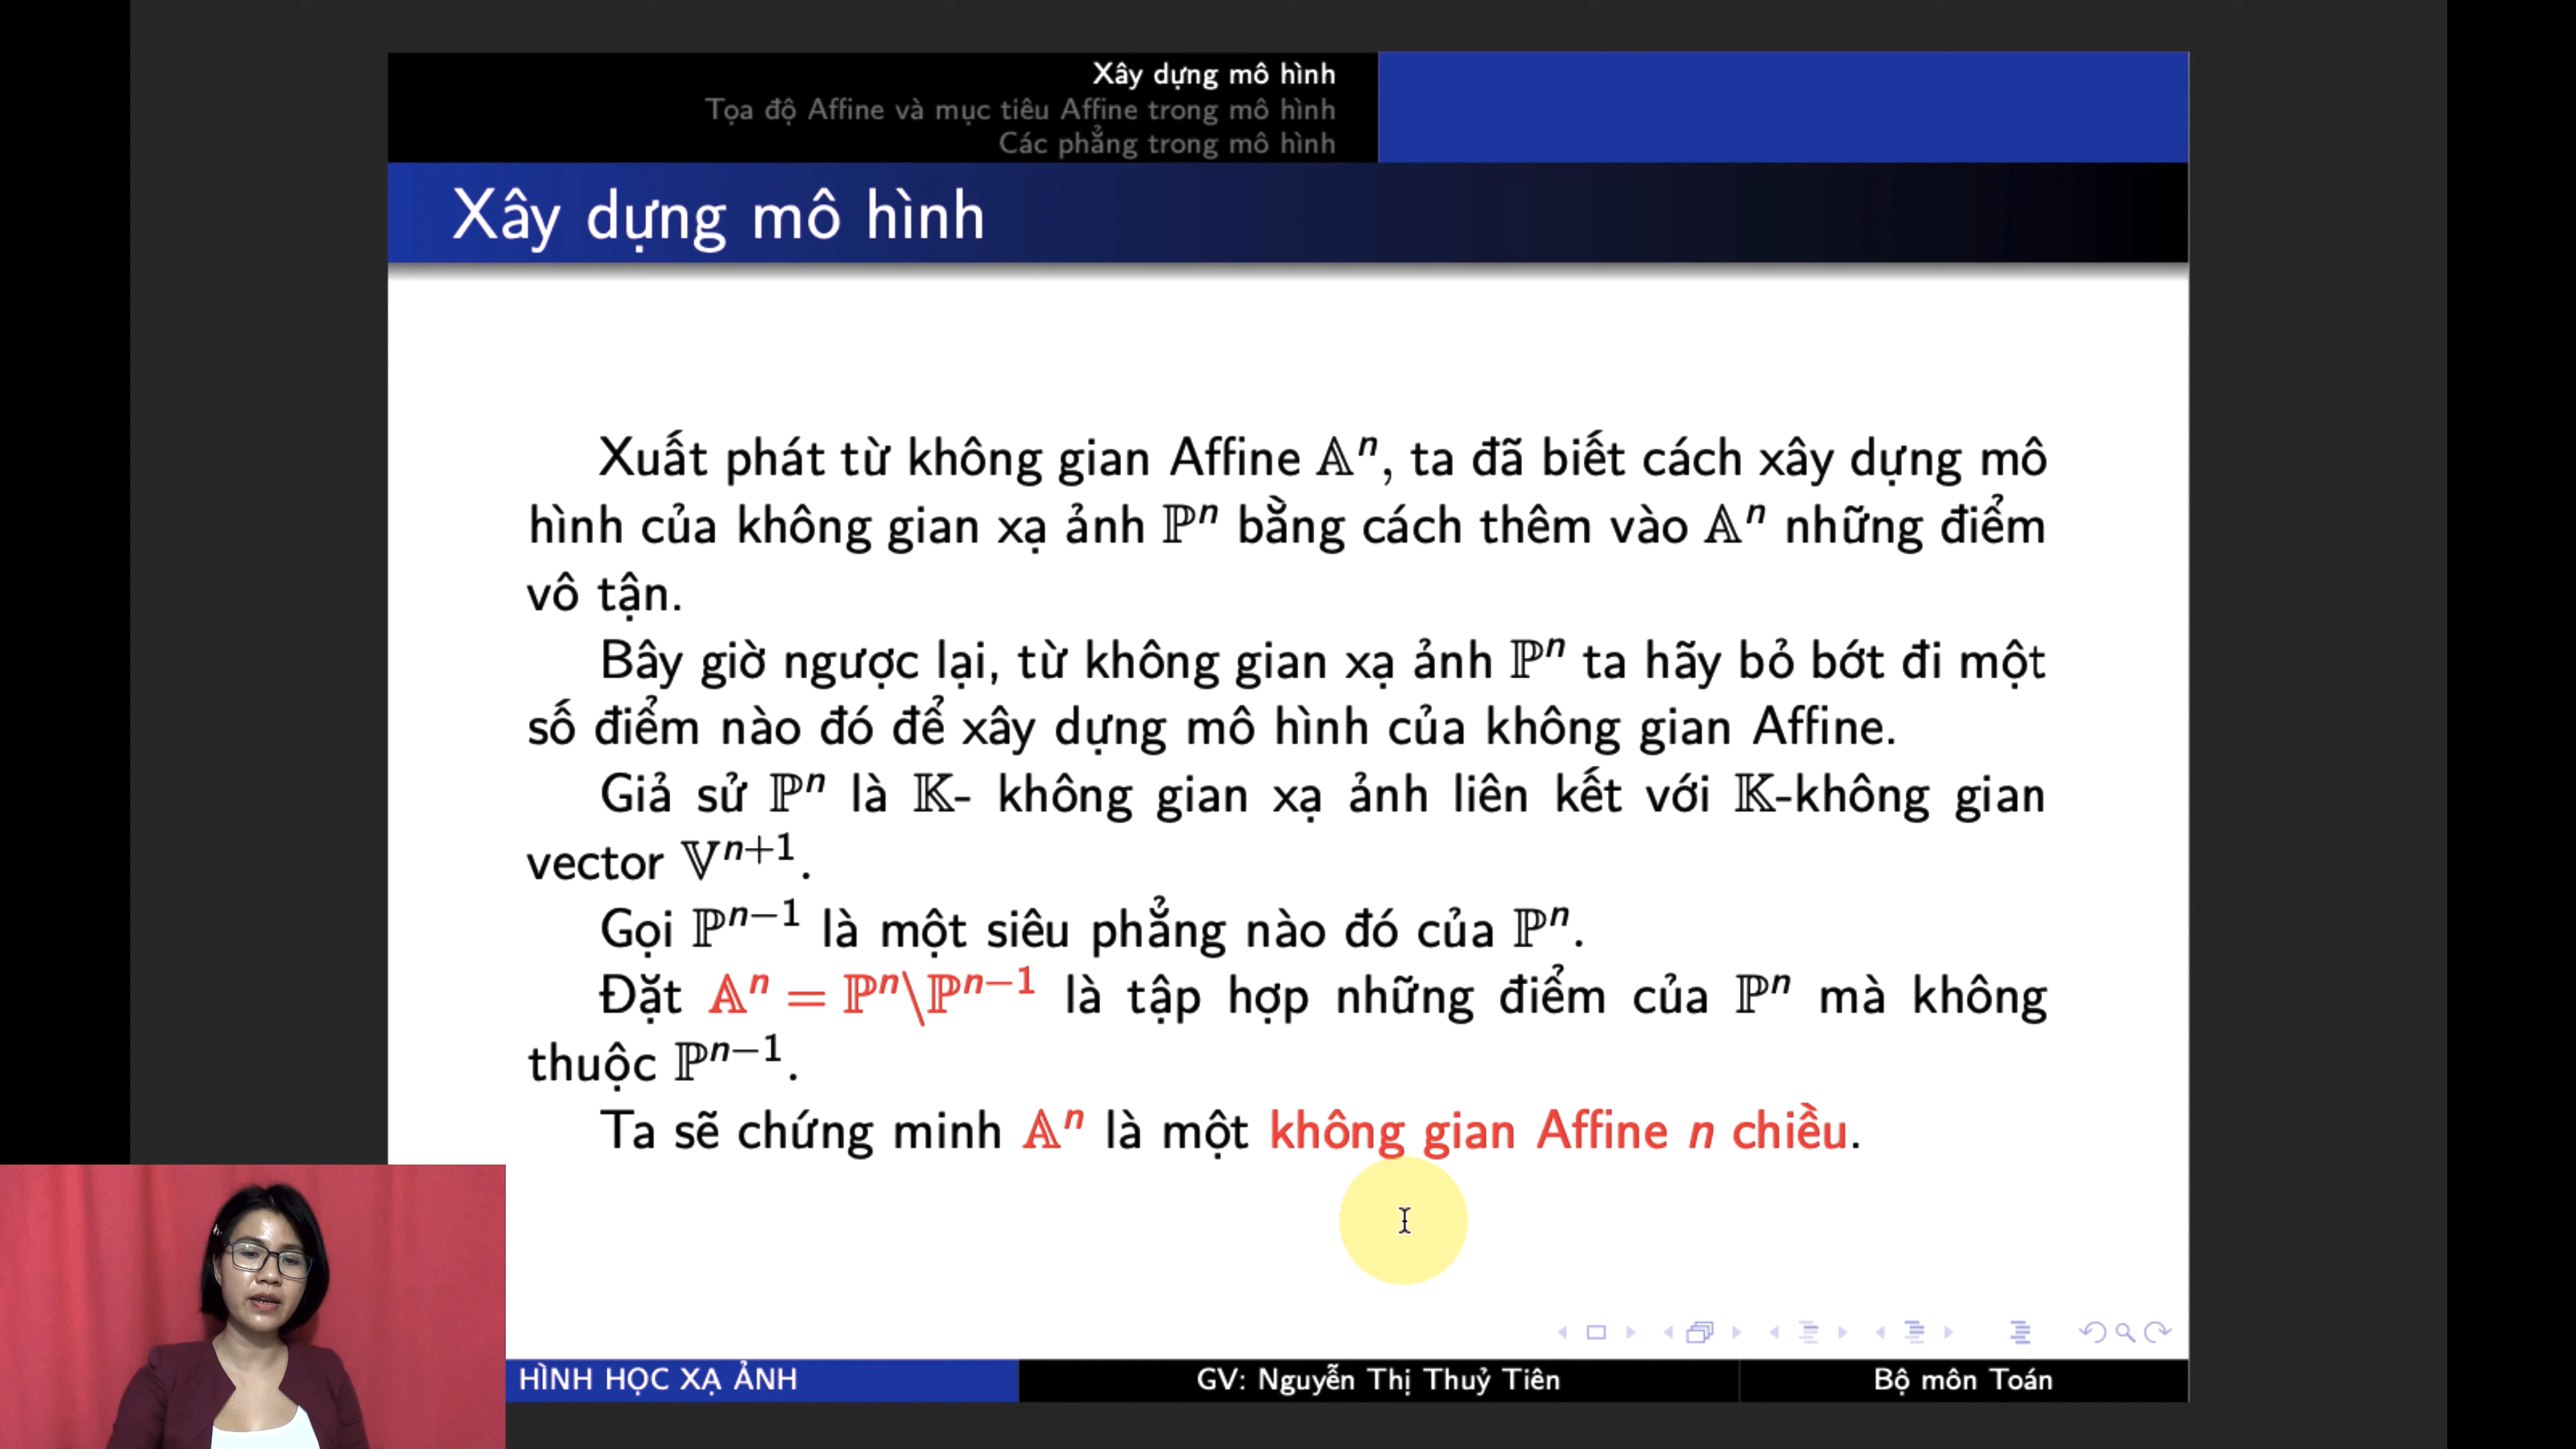 Xây dựng mô hình
Tọa độ Affine và mục tiêu Affine trong mô hình
Các phẳng trong mô hình
Xây dựng mô hình
Xuất phát từ không gian Affine 𝔸ⁿ, ta đã biết cách xây dựng mô
hình của không gian xạ ảnh ℙⁿ bằng cách thêm vào 𝔸ⁿ những điểm
vô tận.
Bây giờ ngược lại, từ không gian xạ ảnh ℙⁿ ta hãy bỏ bớt đi một
số điểm nào đó để xây dựng mô hình của không gian Affine.
Giả sử ℙⁿ là 𝕂- không gian xạ ảnh liên kết với 𝕂-không gian
vector 𝕍ⁿ⁺¹.
Gọi ℙⁿ⁻¹ là một siêu phẳng nào đó của ℙⁿ.
Đặt 𝔸ⁿ = ℙⁿ\ℙⁿ⁻¹ là tập hợp những điểm của ℙⁿ mà không
thuộc ℙⁿ⁻¹.
Ta sẽ chứng minh 𝔸ⁿ là một không gian Affine n chiều.
HÌNH HỌC XẠ ẢNH
GV: Nguyễn Thị Thuỷ Tiên
Bộ môn Toán